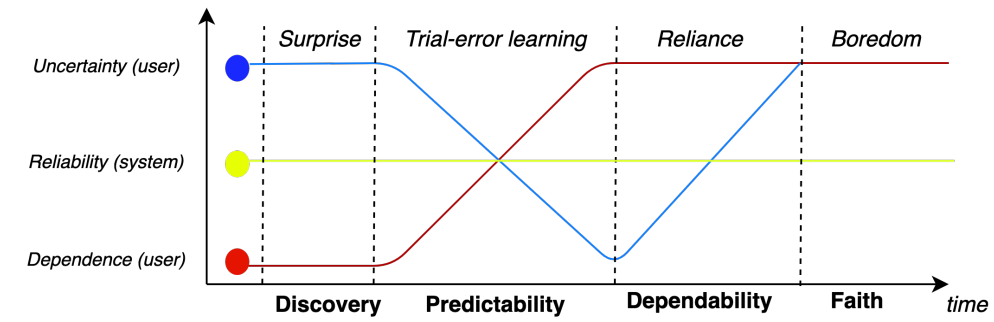 Surprise
Trial-error learning
Reliance
Boredom
Uncertainty (user)
Reliability (system)
Dependence (user)
Discovery
Predictability
Dependability
Faith
time